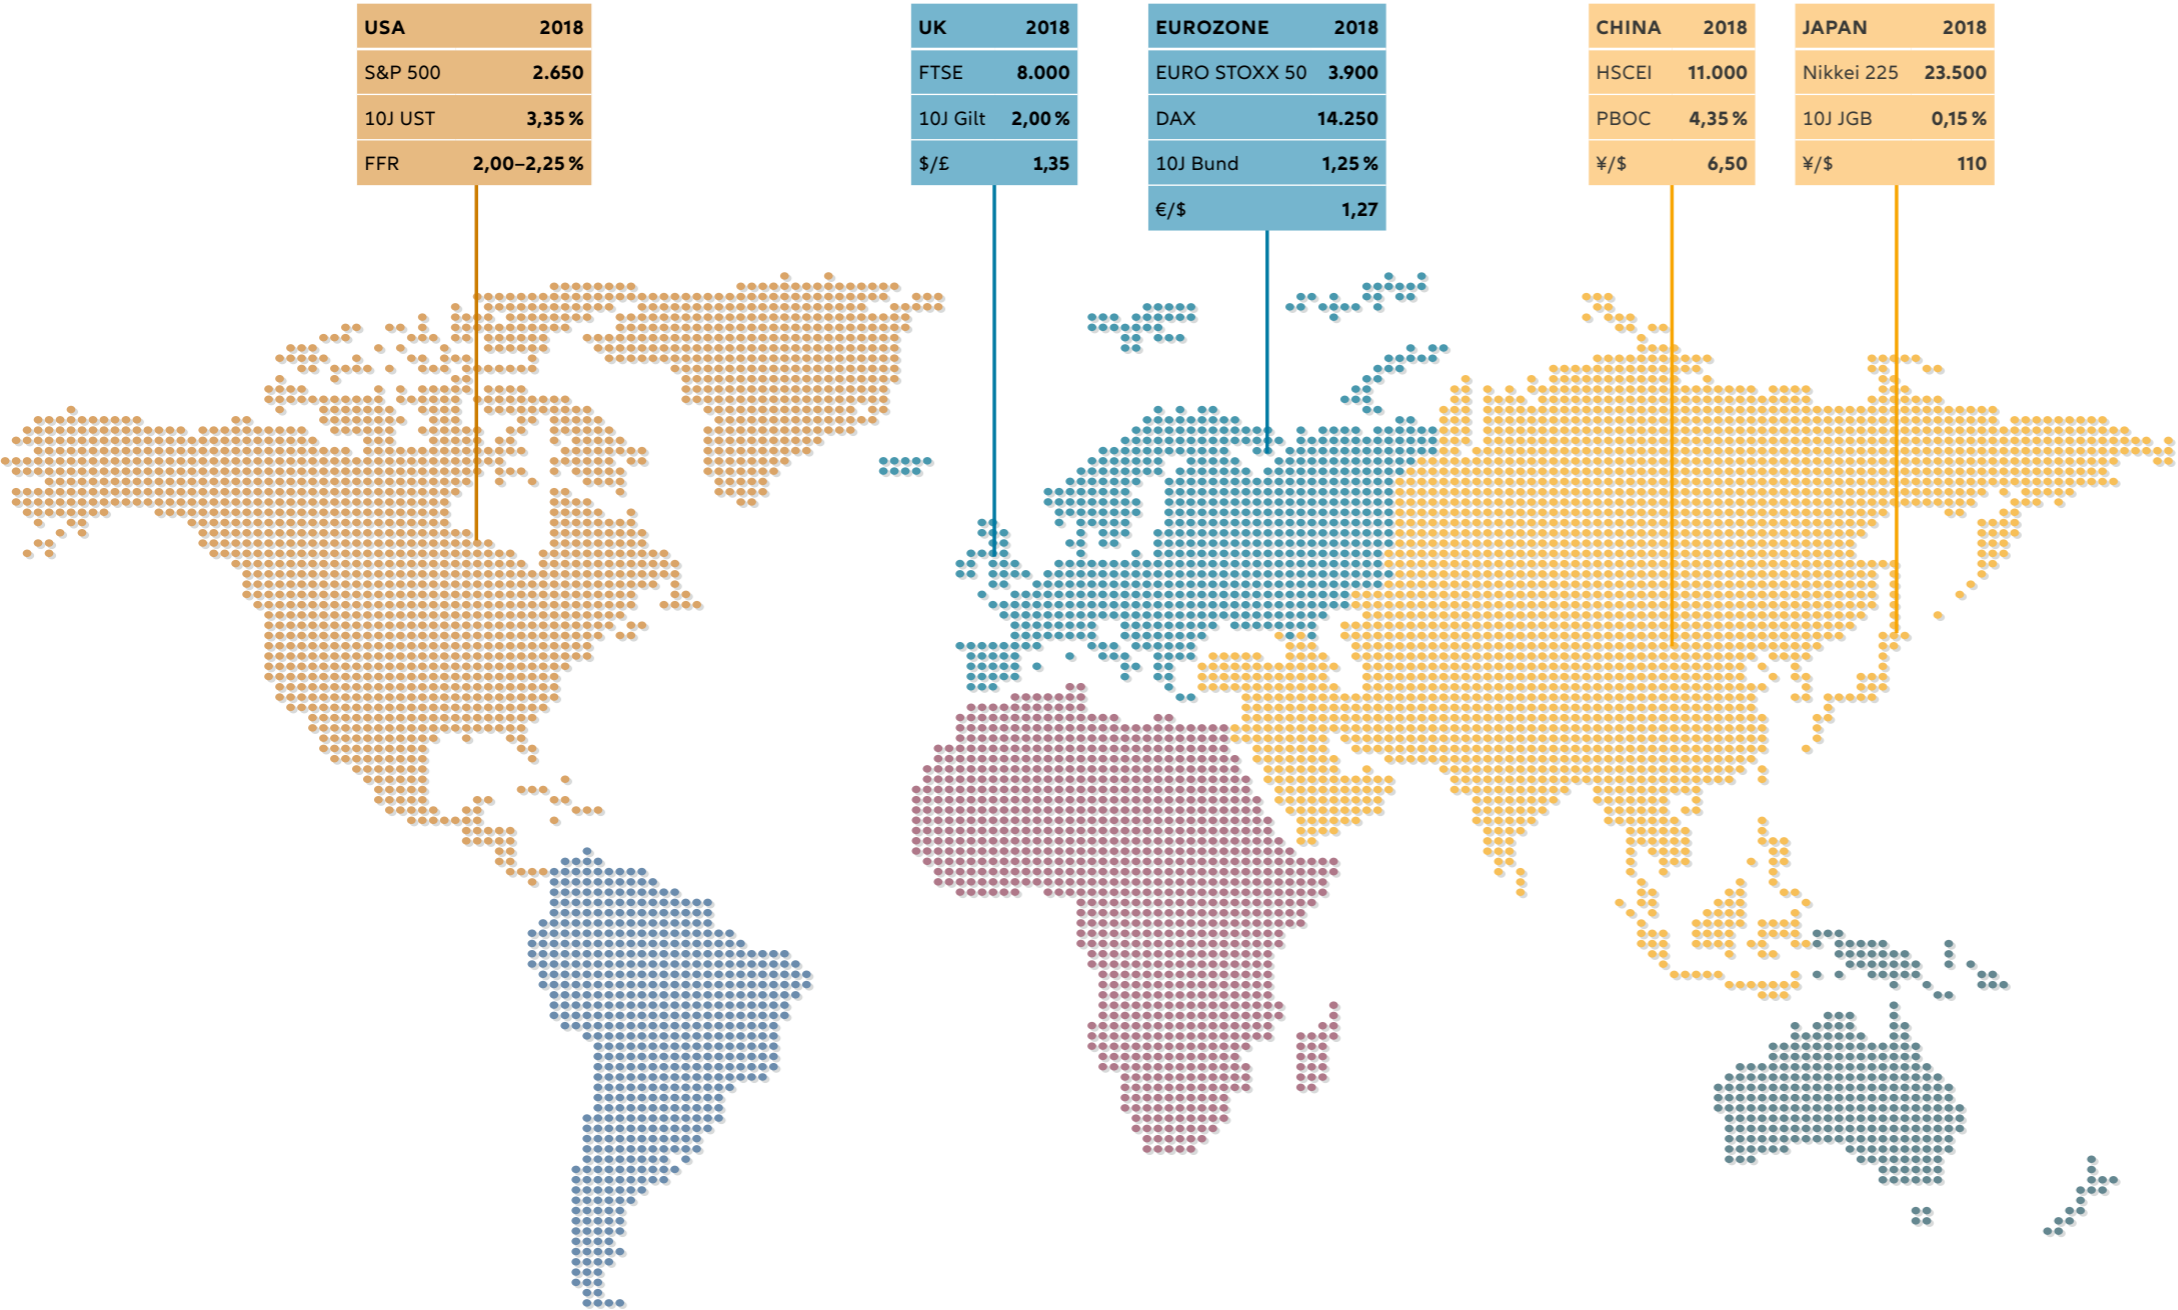 USA 2018
S&P 500 2.650
10J UST 3,35 %
FFR 2,00–2,25 %
UK 2018
FTSE 8.000
10J Gilt 2,00 %
$/£ 1,35
EUROZONE 2018
EURO STOXX 50 3.900
DAX 14.250
10J Bund 1,25 %
€/$ 1,27
CHINA 2018
HSCEI 11.000
PBOC 4,35 %
¥/$ 6,50
JAPAN 2018
Nikkei 225 23.500
10J JGB 0,15 %
¥/$ 110